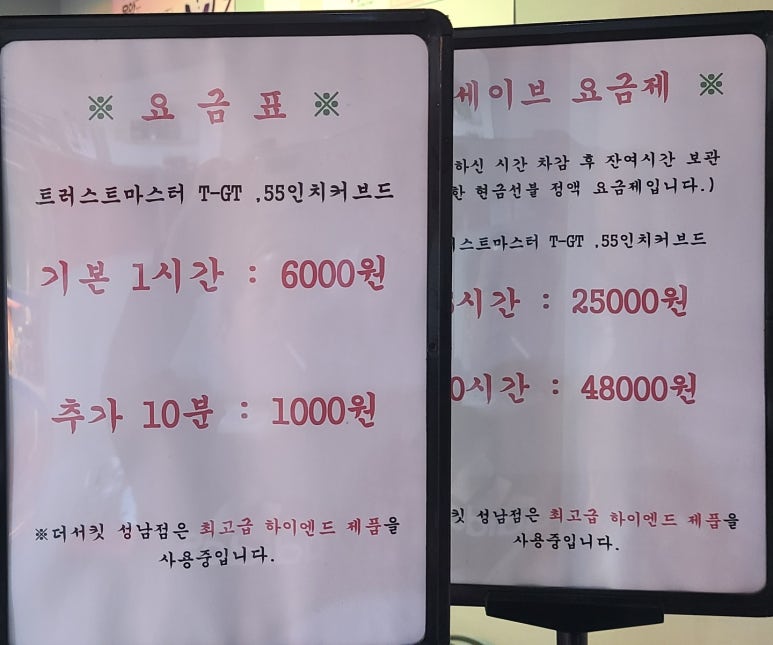 ※ 요 금 표 ※
트러스트마스터 T-GT ,55인치커브드
기본 1시간 : 6000원
추가 10분 : 1000원
※더서킷 성남점은 최고급 하이엔드 제품을
사용중입니다.
세이브 요금제 ※
하신 시간 차감 후 잔여시간 보관
한 현금선불 정액 요금제입니다.)
스트마스터 T-GT ,55인치커브드
시간 : 25000원
0시간 : 48000원
킷 성남점은 최고급 하이엔드 제품을
사용중입니다.